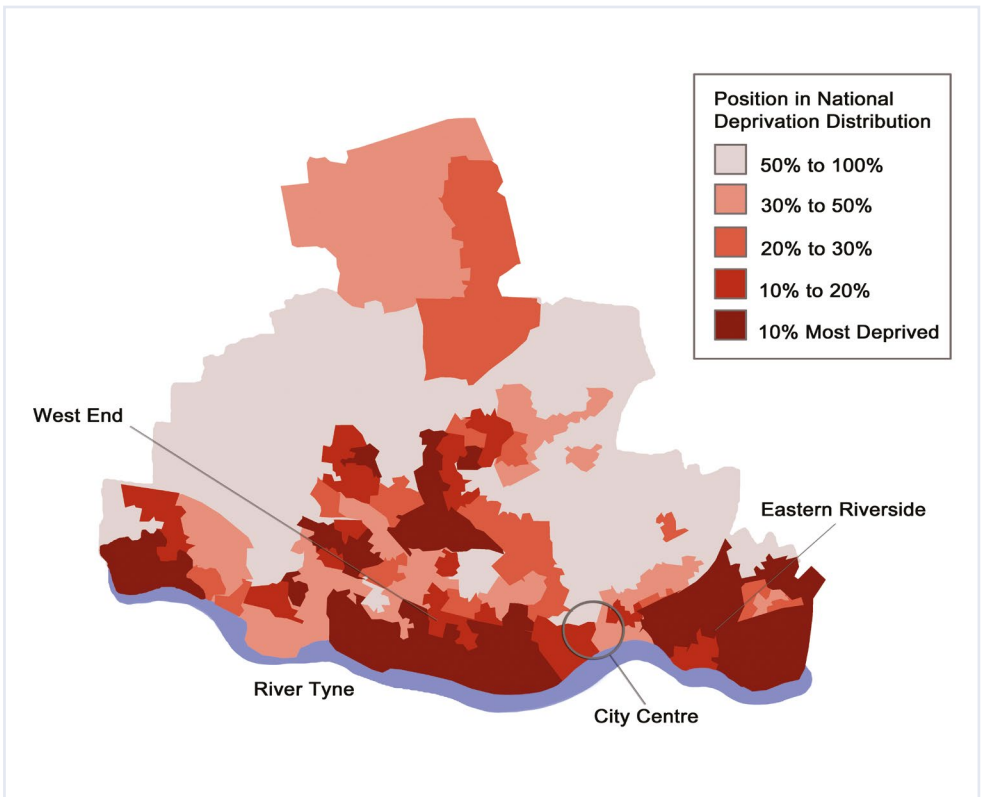 Position in National
Deprivation Distribution
50% to 100%
30% to 50%
20% to 30%
10% to 20%
10% Most Deprived
West End
Eastern Riverside
River Tyne
City Centre